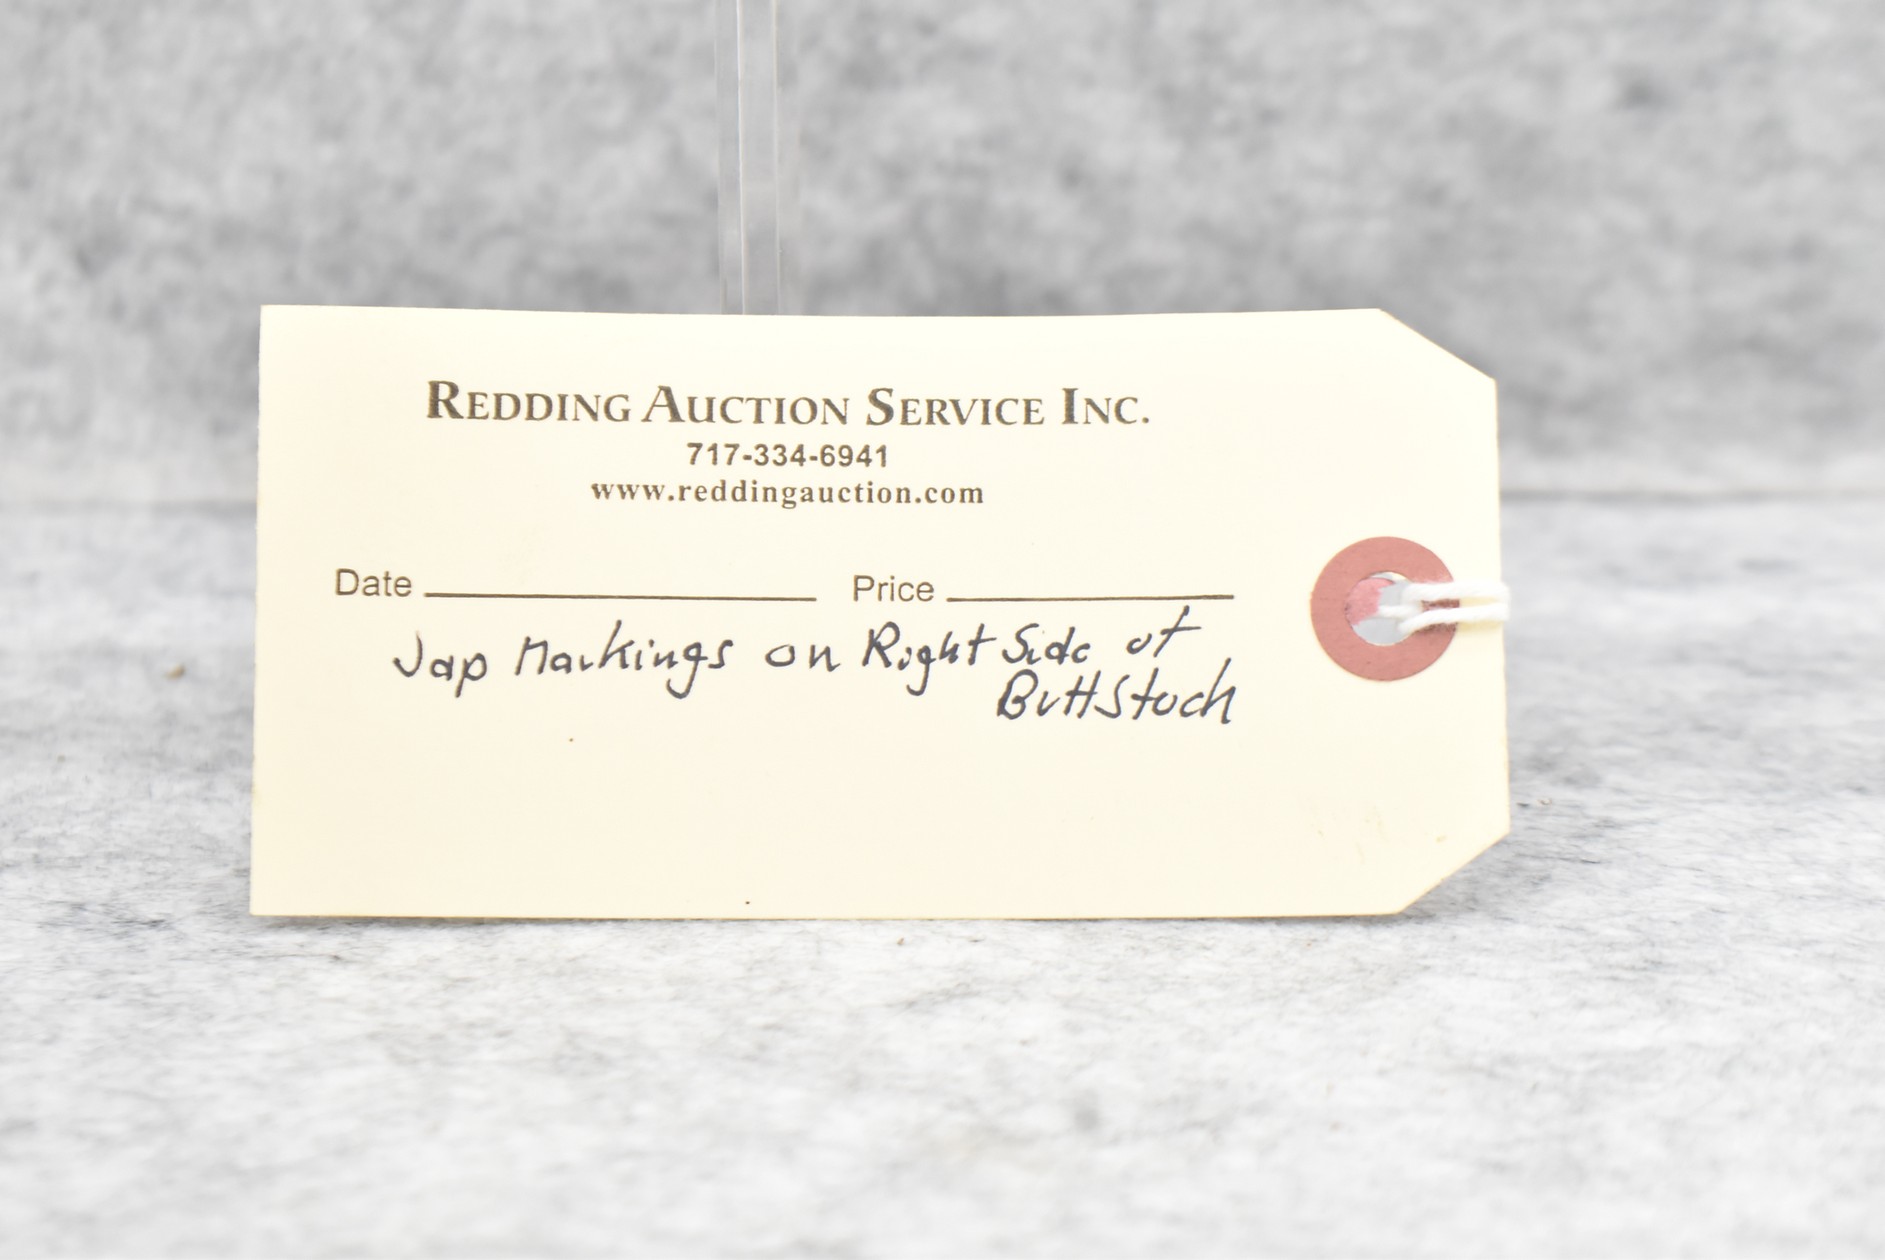 REDDING AUCTION SERVICE INC.
717-334-6941
www.reddingauction.com
Date Price
Jap Markings on Right Side of
Buttstock